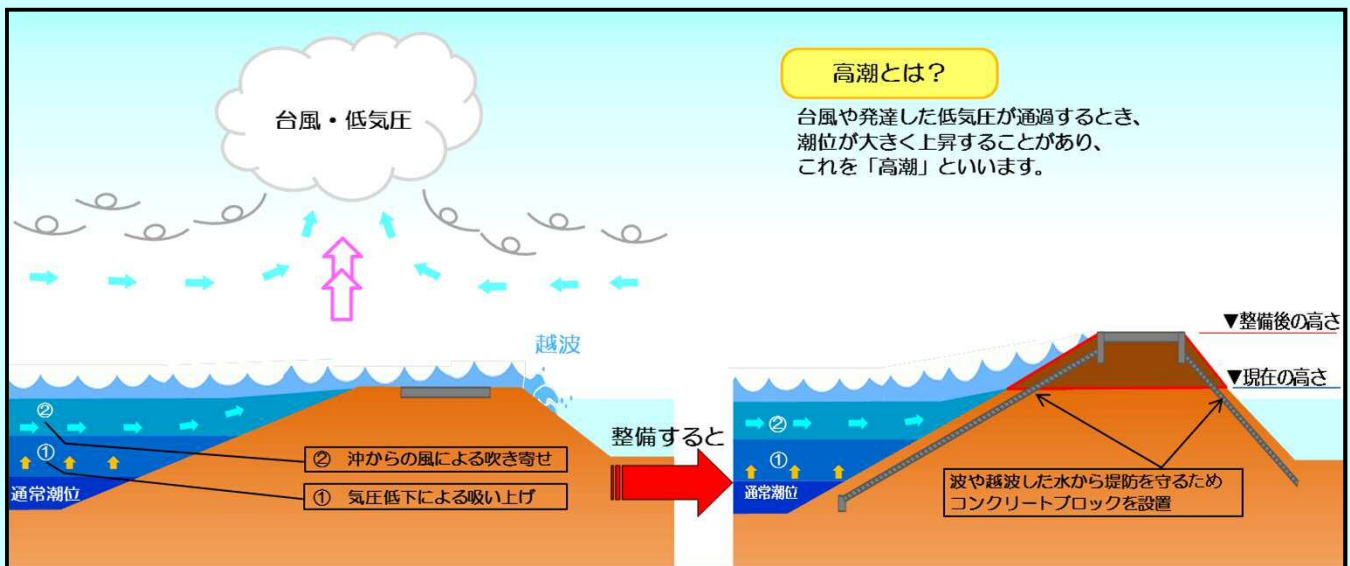 高潮とは？
台風や発達した低気圧が通過するとき、
潮位が大きく上昇することがあり、
これを「高潮」といいます。
台風・低気圧
越波
②
①
通常潮位
② 沖からの風による吹き寄せ
① 気圧低下による吸い上げ
整備すると
▼整備後の高さ
▼現在の高さ
②
①
通常潮位
波や越波した水から堤防を守るため
コンクリートブロックを設置